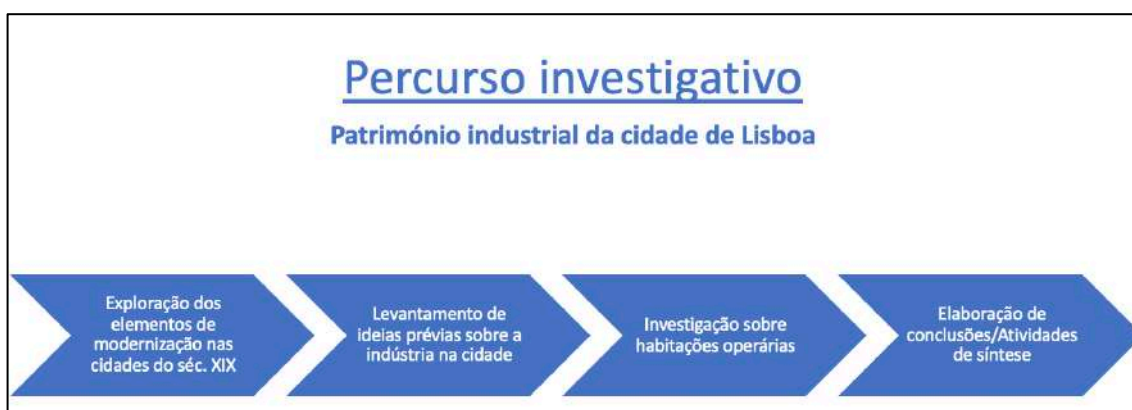 Percurso investigativo
Património industrial da cidade de Lisboa
Exploração dos
elementos de
modernização nas
cidades do séc. XIX
Levantamento de
ideias prévias sobre a
indústria na cidade
Investigação sobre
habitações operárias
Elaboração de
conclusões/Atividades
de síntese